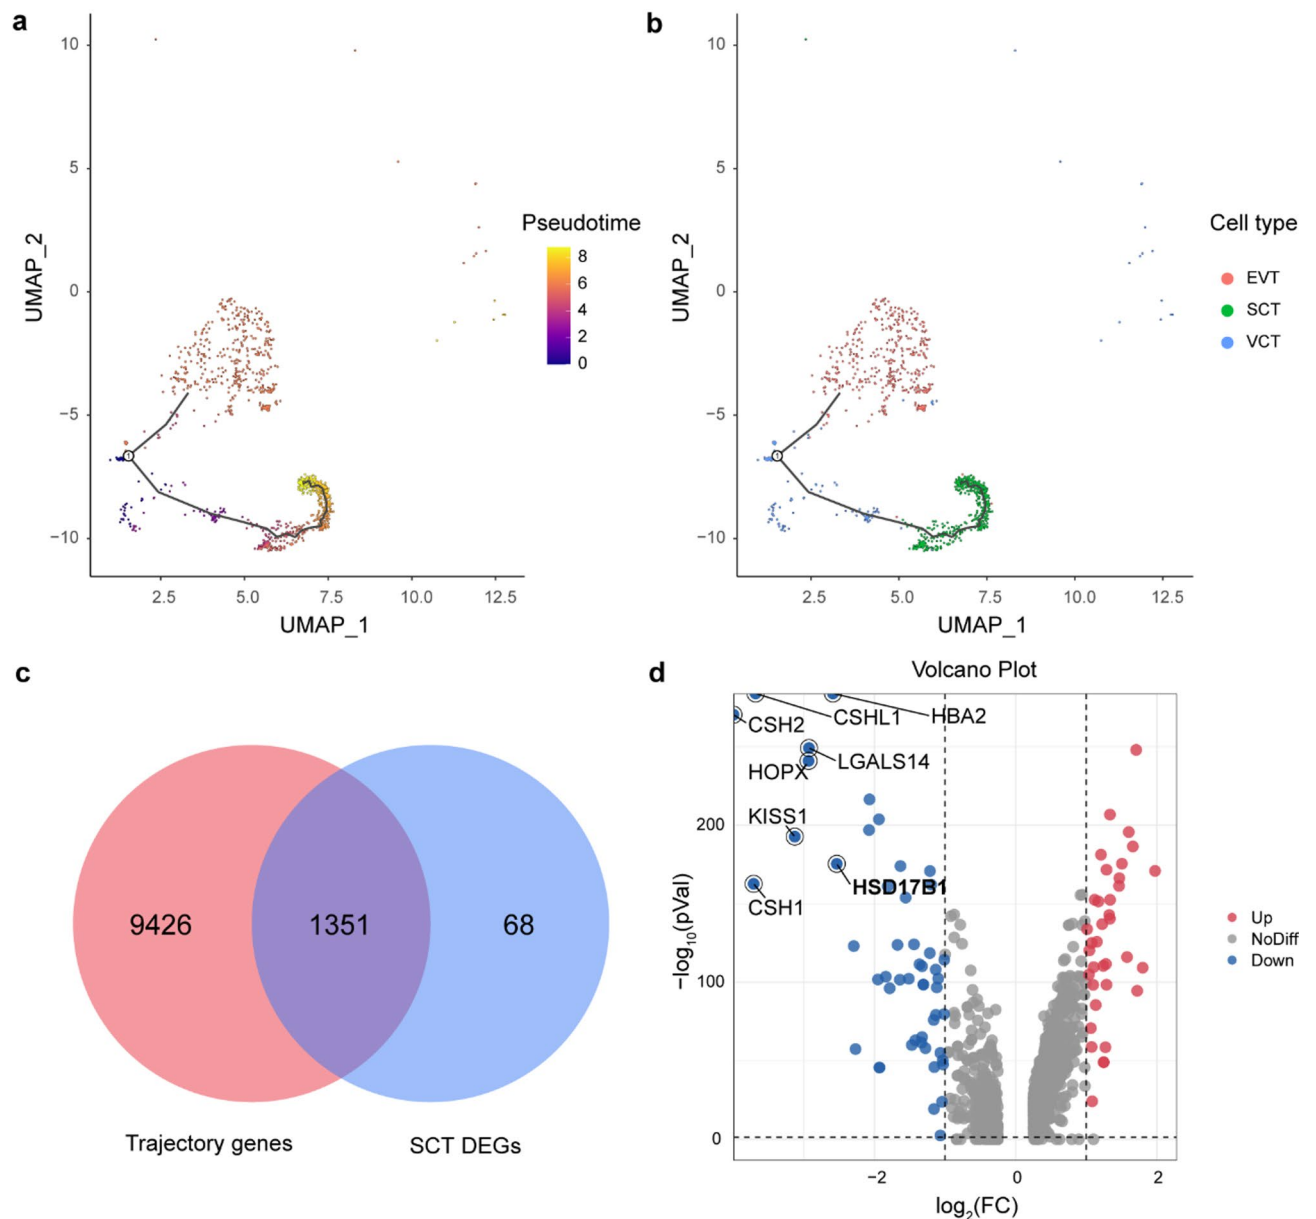 a
10
5
0
−5
−10
UMAP_2
2.5 5.0 7.5 10.0 12.5
UMAP_1
Pseudotime
8
6
4
2
0
1
b
10
5
0
−5
−10
UMAP_2
2.5 5.0 7.5 10.0 12.5
UMAP_1
Cell type
EVT
SCT
VCT
1
c
9426 1351 68
Trajectory genes SCT DEGs
d
Volcano Plot
CSH2 CSHL1 HBA2
LGALS14
HOPX
KISS1
HSD17B1
CSH1
200
100
0
−log10(pVal)
−2 0 2
log2(FC)
Up
NoDiff
Down